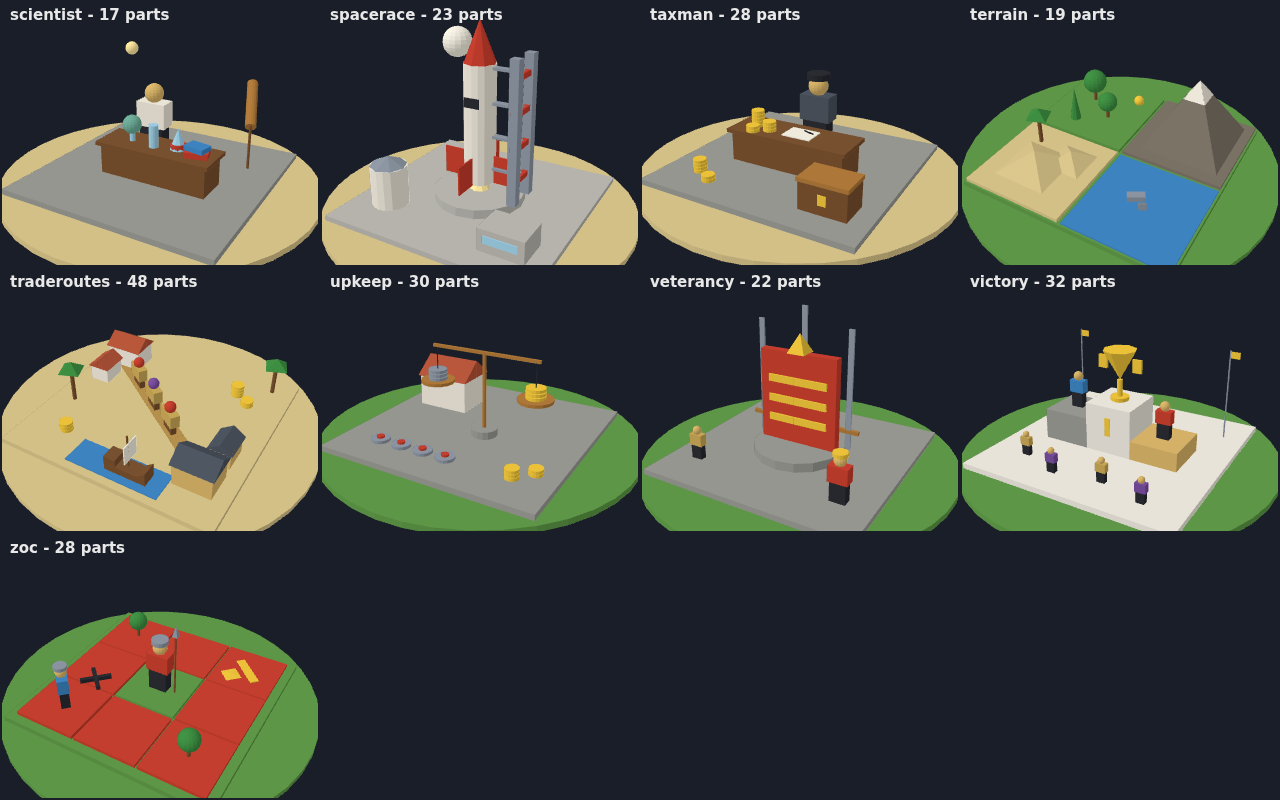 scientist - 17 parts
spacerace - 23 parts
taxman - 28 parts
terrain - 19 parts
traderoutes - 48 parts
upkeep - 30 parts
veterancy - 22 parts
victory - 32 parts
zoc - 28 parts